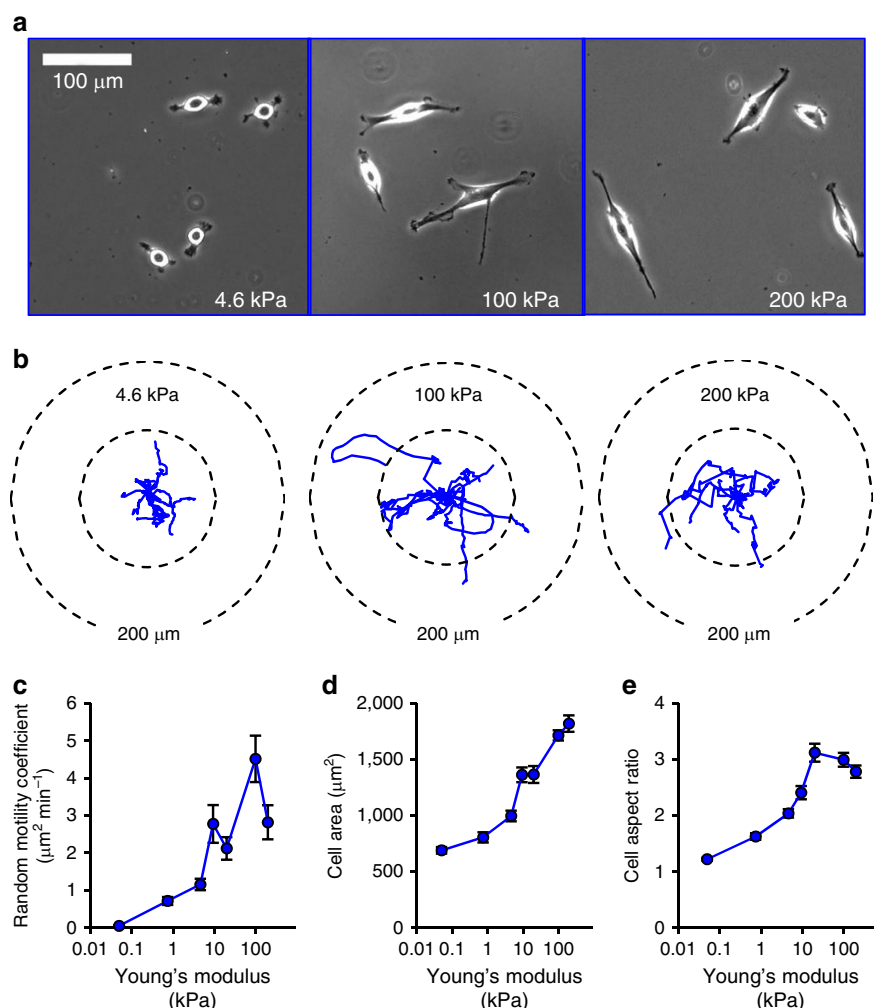 a
100 μm
4.6 kPa
100 kPa
200 kPa
b
4.6 kPa
100 kPa
200 kPa
200 μm
200 μm
200 μm
c
Random motility coefficient
(μm² min⁻¹)
6
5
4
3
2
1
0
0.01 0.1 1 10 100
Young's modulus
(kPa)
d
Cell area (μm²)
2,000
1,500
1,000
500
0
0.01 0.1 1 10 100
Young's modulus
(kPa)
e
Cell aspect ratio
4
3
2
1
0
0.01 0.1 1 10 100
Young's modulus
(kPa)